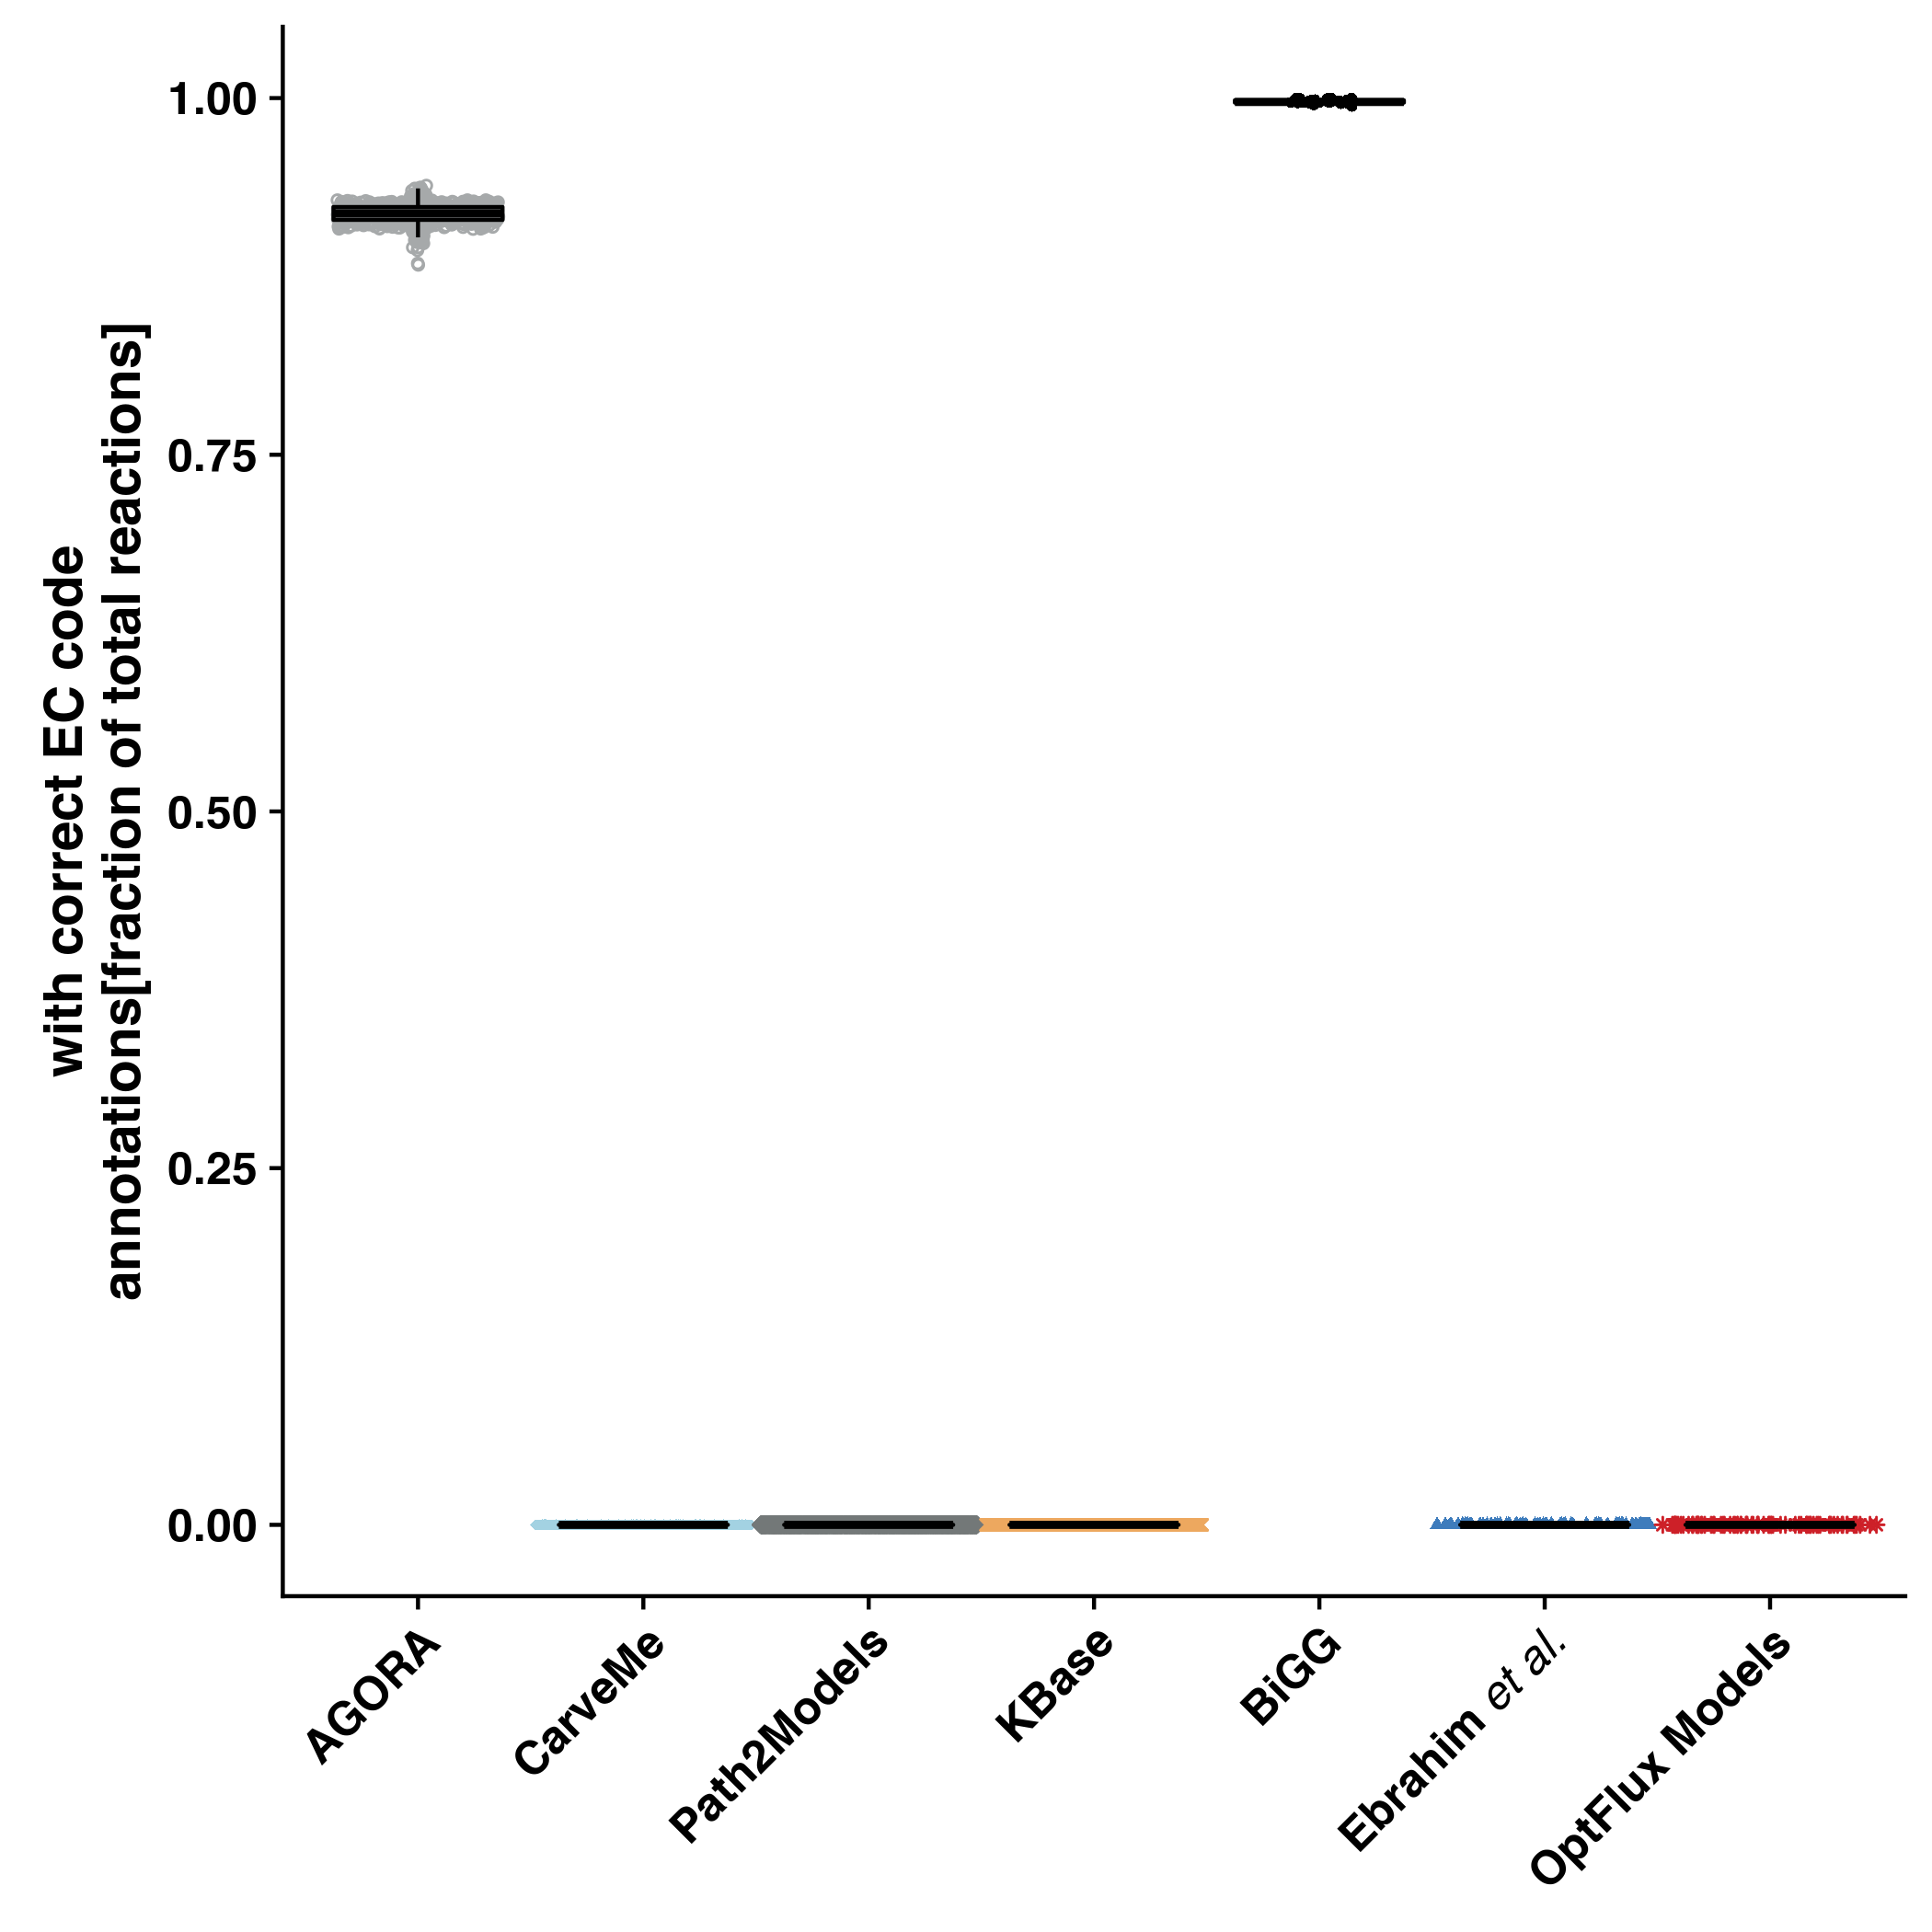 with correct EC code
annotations[fraction of total reactions]
1.00
0.75
0.50
0.25
0.00
AGORA
CarveMe
Path2Models
KBase
BiGG
Ebrahim et al.
OptFlux Models